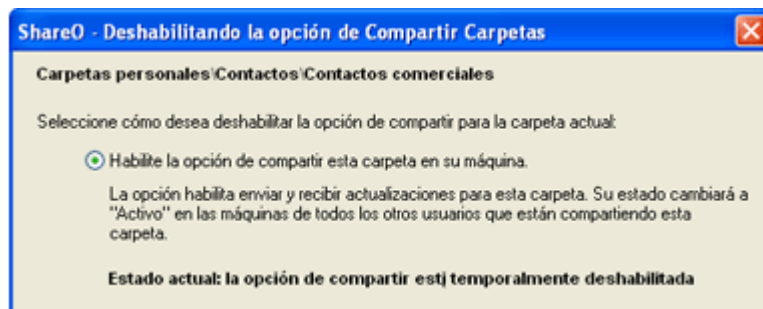 ShareO - Deshabilitando la opción de Compartir Carpetas
Carpetas personales\Contactos\Contactos comerciales
Seleccione cómo desea deshabilitar la opción de compartir para la carpeta actual:
Habilite la opción de compartir esta carpeta en su máquina.
La opción habilita enviar y recibir actualizaciones para esta carpeta. Su estado cambiará a
"Activo" en las máquinas de todos los otros usuarios que están compartiendo esta
carpeta.
Estado actual: la opción de compartir estį temporalmente deshabilitada